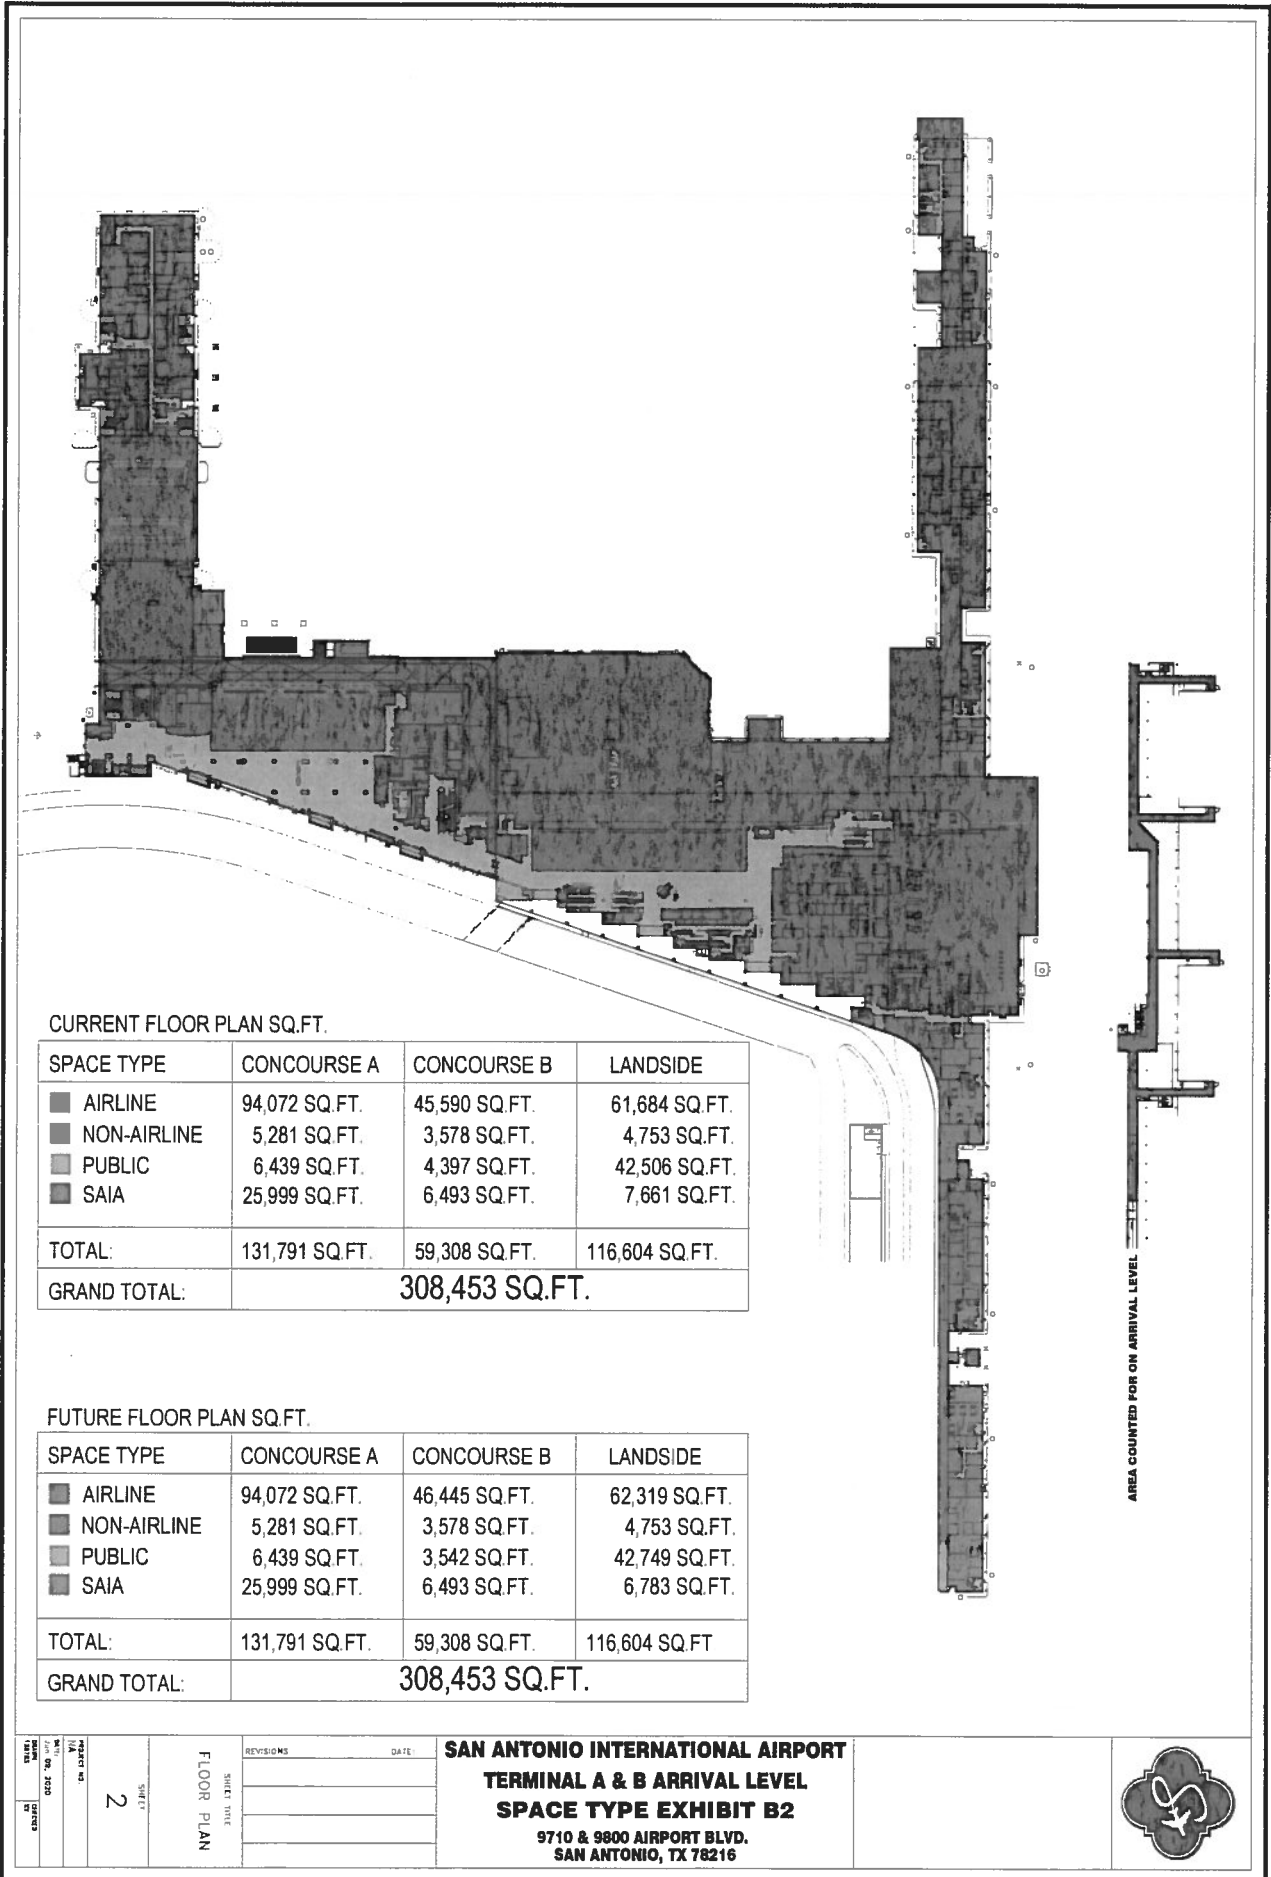 CURRENT FLOOR PLAN SQ.FT.
SPACE TYPE CONCOURSE A CONCOURSE B LANDSIDE
AIRLINE 94,072 SQ.FT. 45,590 SQ.FT. 61,684 SQ.FT.
NON-AIRLINE 5,281 SQ.FT. 3,578 SQ.FT. 4,753 SQ.FT.
PUBLIC 6,439 SQ.FT. 4,397 SQ.FT. 42,506 SQ.FT.
SAIA 25,999 SQ.FT. 6,493 SQ.FT. 7,661 SQ.FT.
TOTAL: 131,791 SQ.FT. 59,308 SQ.FT. 116,604 SQ.FT.
GRAND TOTAL: 308,453 SQ.FT.
AREA COUNTED FOR ON ARRIVAL LEVEL
FUTURE FLOOR PLAN SQ.FT.
SPACE TYPE CONCOURSE A CONCOURSE B LANDSIDE
AIRLINE 94,072 SQ.FT. 46,445 SQ.FT. 62,319 SQ.FT.
NON-AIRLINE 5,281 SQ.FT. 3,578 SQ.FT. 4,753 SQ.FT.
PUBLIC 6,439 SQ.FT. 3,542 SQ.FT. 42,749 SQ.FT.
SAIA 25,999 SQ.FT. 6,493 SQ.FT. 6,783 SQ.FT.
TOTAL: 131,791 SQ.FT. 59,308 SQ.FT. 116,604 SQ.FT
GRAND TOTAL: 308,453 SQ.FT.
DATE:
Jun 09, 2020
PROJECT NO.
NA
SHEET
2
SHEET TITLE
FLOOR PLAN
REVISIONS DATE:
SAN ANTONIO INTERNATIONAL AIRPORT
TERMINAL A & B ARRIVAL LEVEL
SPACE TYPE EXHIBIT B2
9710 & 9800 AIRPORT BLVD.
SAN ANTONIO, TX 78216